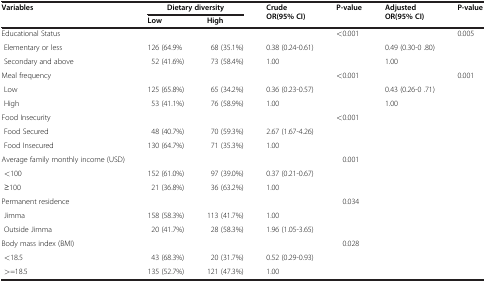 Variables Dietary diversity Crude OR(95% CI) P-value Adjusted OR(95% CI) P-value
Low High
Educational Status <0.001 0.005
Elementary or less 126 (64.9% 68 (35.1%) 0.38 (0.24-0.61) 0.49 (0.30-0 .80)
Secondary and above 52 (41.6%) 73 (58.4%) 1.00 1.00
Meal frequency <0.001 0.001
Low 125 (65.8%) 65 (34.2%) 0.36 (0.23-0.57) 0.43 (0.26-0 .71)
High 53 (41.1%) 76 (58.9%) 1.00 1.00
Food Insecurity <0.001
Food Secured 48 (40.7%) 70 (59.3%) 2.67 (1.67-4.26)
Food Insecured 130 (64.7%) 71 (35.3%) 1.00
Average family monthly income (USD) 0.001
<100 152 (61.0%) 97 (39.0%) 0.37 (0.21-0.67)
≥100 21 (36.8%) 36 (63.2%) 1.00
Permanent residence 0.034
Jimma 158 (58.3%) 113 (41.7%) 1.00
Outside Jimma 20 (41.7%) 28 (58.3%) 1.96 (1.05-3.65)
Body mass index (BMI) 0.028
<18.5 43 (68.3%) 20 (31.7%) 0.52 (0.29-0.93)
>=18.5 135 (52.7%) 121 (47.3%) 1.00